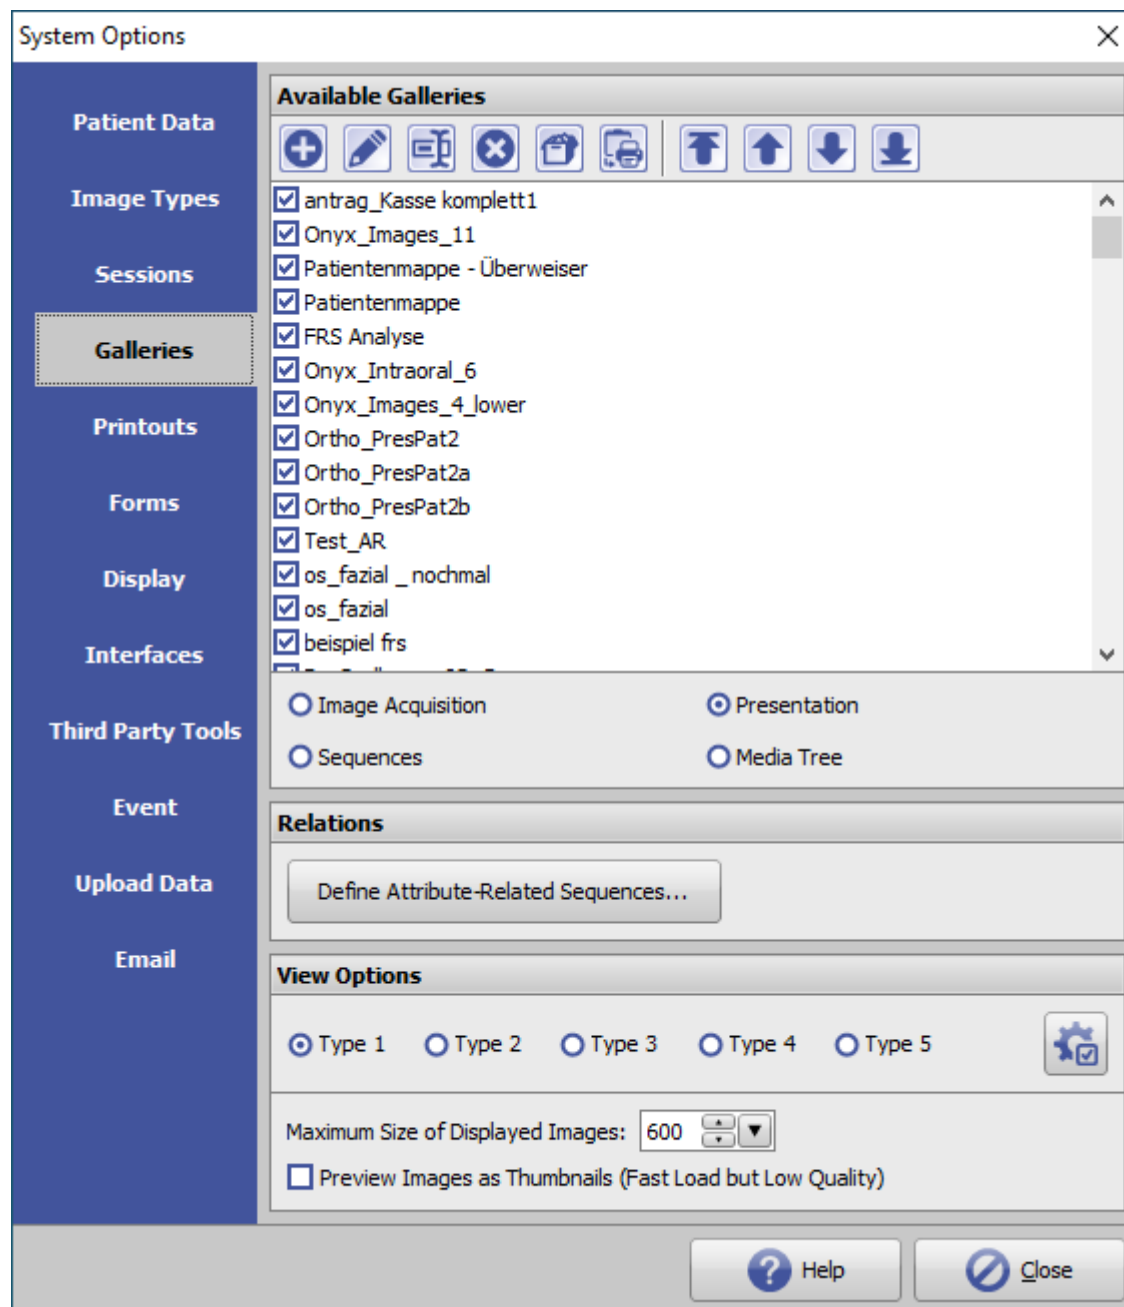 System Options
Patient Data
Image Types
Sessions
Galleries
Printouts
Forms
Display
Interfaces
Third Party Tools
Event
Upload Data
Email
Available Galleries
antrag_Kasse komplett1
Onyx_Images_11
Patientenmappe - Überweiser
Patientenmappe
FRS Analyse
Onyx_Intraoral_6
Onyx_Images_4_lower
Ortho_PresPat2
Ortho_PresPat2a
Ortho_PresPat2b
Test_AR
os_fazial _ nochmal
os_fazial
beispiel frs
Image Acquisition
Presentation
Sequences
Media Tree
Relations
Define Attribute-Related Sequences...
View Options
Type 1 Type 2 Type 3 Type 4 Type 5
Maximum Size of Displayed Images: 600
Preview Images as Thumbnails (Fast Load but Low Quality)
Help
Close